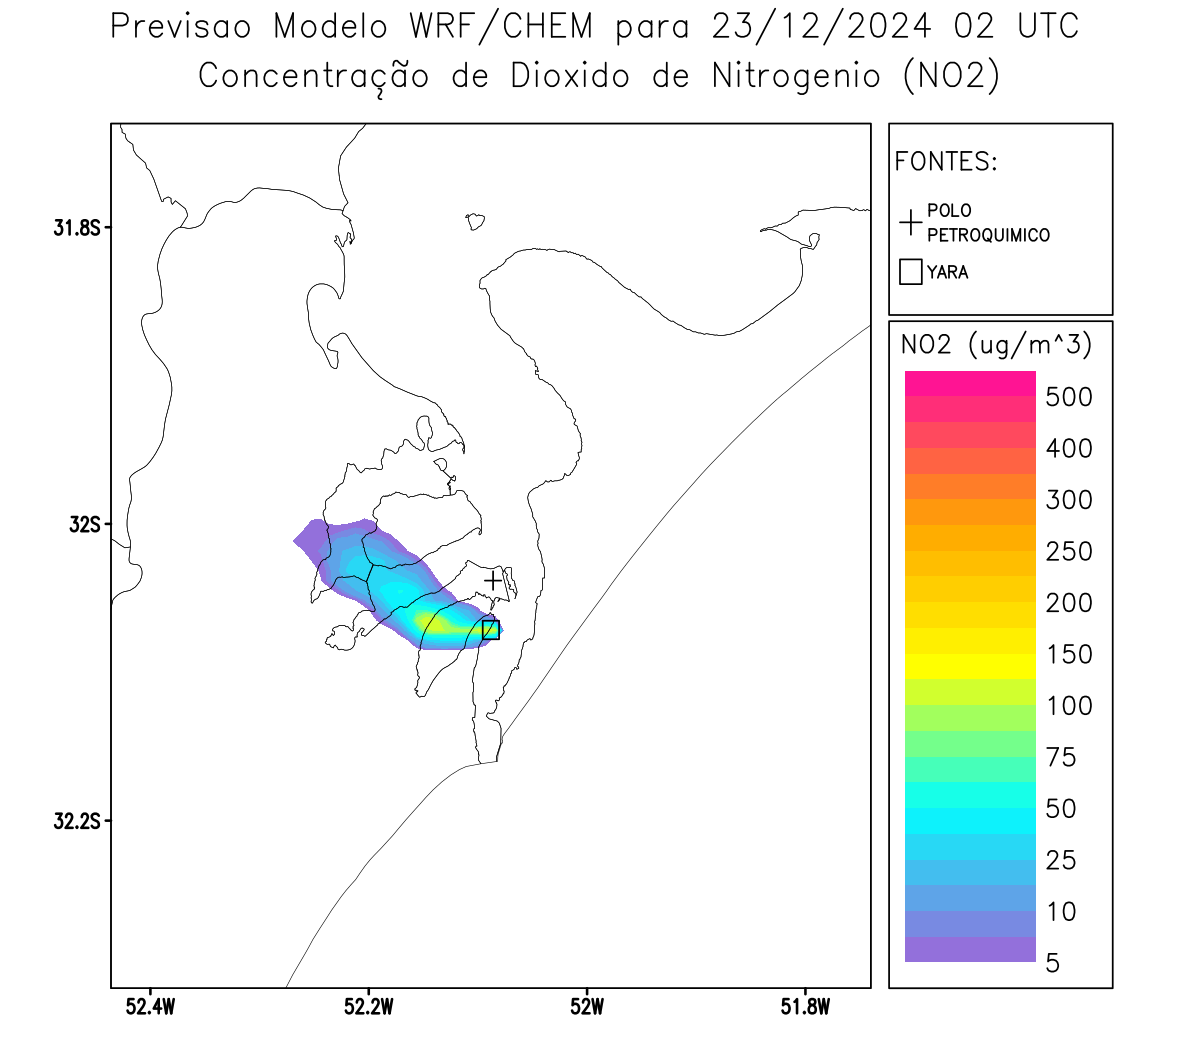 Previsao Modelo WRF/CHEM para 23/12/2024 02 UTC
Concentração de Dioxido de Nitrogenio (NO2)
FONTES:
POLO
PETROQUIMICO
YARA
NO2 (ug/m^3)
500
400
300
250
200
150
100
75
50
25
10
5
31.8S
32S
32.2S
52.4W
52.2W
52W
51.8W